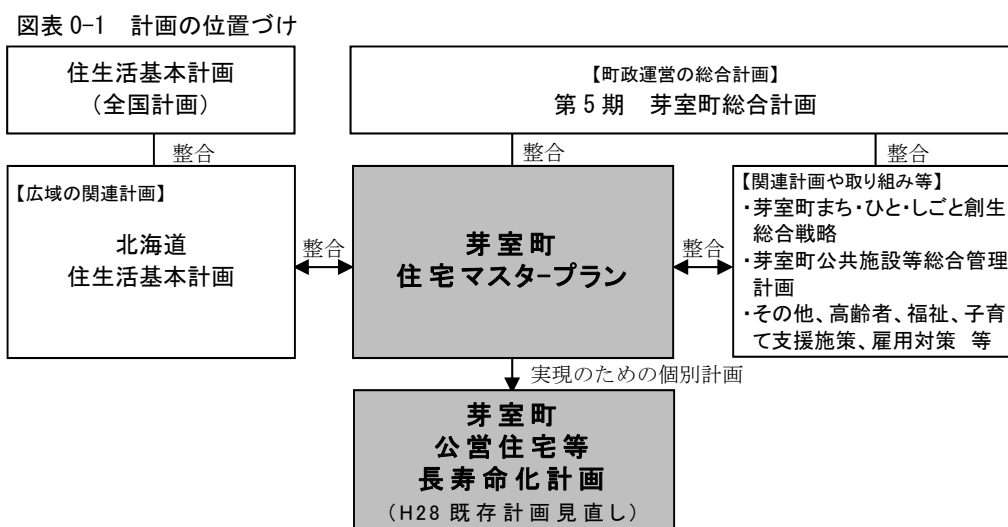 図表 0-1 計画の位置づけ
住生活基本計画
（全国計画）
【町政運営の総合計画】
第5期 芽室町総合計画
整合
整合
整合
【広域の関連計画】
北海道
住生活基本計画
整合
芽室町
住宅マスタープラン
整合
【関連計画や取り組み等】
・芽室町まち・ひと・しごと創生
総合戦略
・芽室町公共施設等総合管理
計画
・その他、高齢者、福祉、子育
て支援施策、雇用対策 等
実現のための個別計画
芽室町
公営住宅等
長寿命化計画
（H28 既存計画見直し）